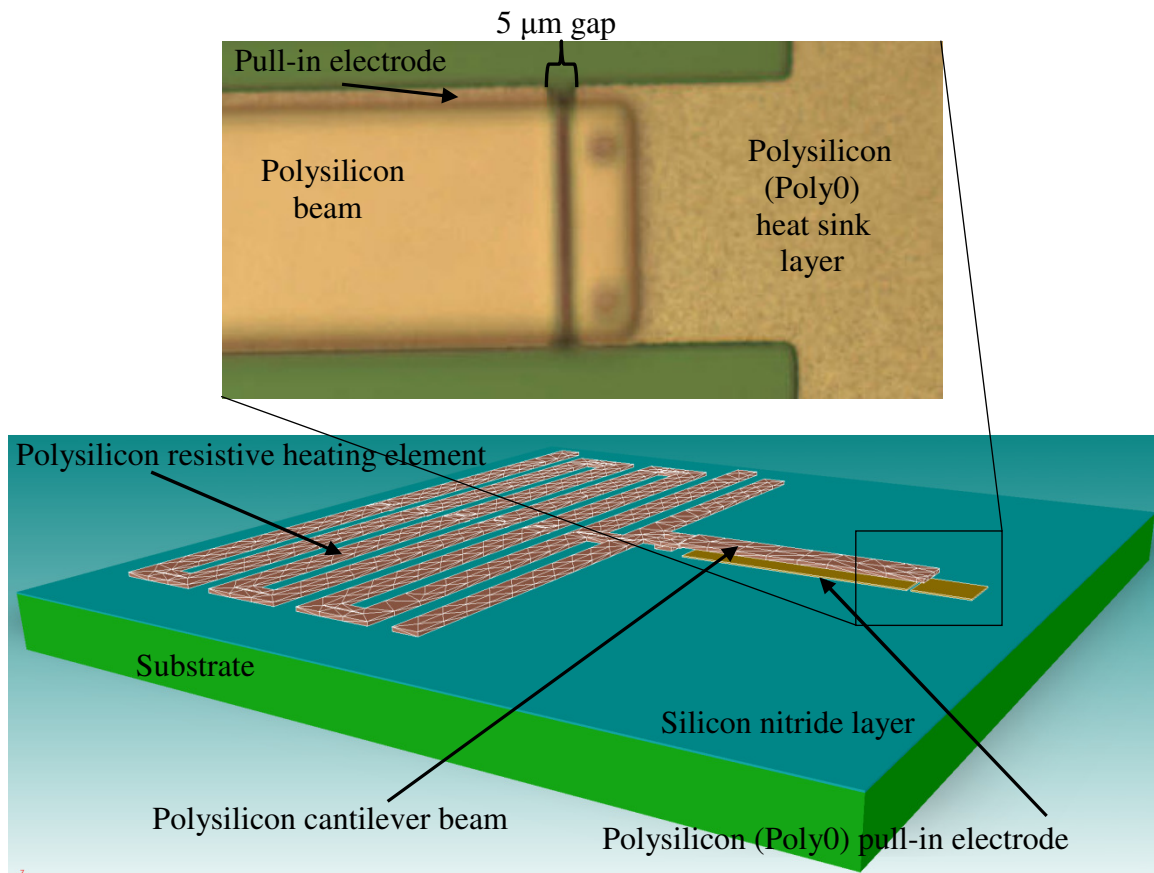 5 μm gap
Pull-in electrode
Polysilicon
beam
Polysilicon
(Poly0)
heat sink
layer
Polysilicon resistive heating element
Substrate
Silicon nitride layer
Polysilicon cantilever beam
Polysilicon (Poly0) pull-in electrode